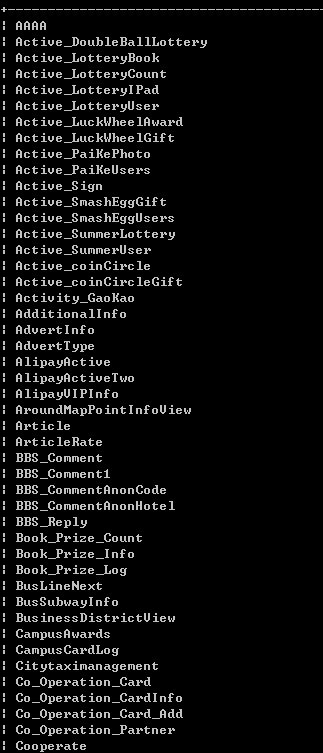 AAAA
Active_DoubleBallLottery
Active_LotteryBook
Active_LotteryCount
Active_LotteryIPad
Active_LotteryUser
Active_LuckWheelAward
Active_LuckWheelGift
Active_PaiKePhoto
Active_PaiKeUsers
Active_Sign
Active_SmashEggGift
Active_SmashEggUsers
Active_SummerLottery
Active_SummerUser
Active_coinCircle
Active_coinCircleGift
Activity_GaoKao
AdditionalInfo
AdvertInfo
AdvertType
AlipayActive
AlipayActiveTwo
AlipayVIPInfo
AroundMapPointInfoView
Article
ArticleRate
BBS_Comment
BBS_Comment1
BBS_CommentAnonCode
BBS_CommentAnonHotel
BBS_Reply
Book_Prize_Count
Book_Prize_Info
Book_Prize_Log
BusLineNext
BusSubwayInfo
BusinessDistrictView
CampusAwards
CampusCardLog
Citytaximanagement
Co_Operation_Card
Co_Operation_CardInfo
Co_Operation_Card_Add
Co_Operation_Partner
Cooperate